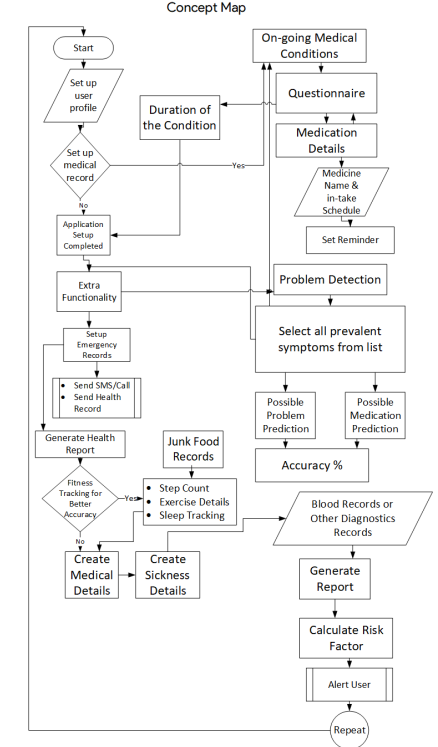 Concept Map
Start
On-going Medical
Conditions
Set up
user
profile
Questionnaire
Duration of
the Condition
Medication
Details
Set up
medical
record
Yes
Medicine
Name &
in-take
Schedule
No
Application
Setup
Completed
Set Reminder
Extra
Functionality
Problem Detection
Setup
Emergency
Records
Select all prevalent
symptoms from list
• Send SMS/Call
• Send Health
Record
Possible
Problem
Prediction
Possible
Medication
Prediction
Generate Health
Report
Junk Food
Records
Accuracy %
Fitness
Tracking for
Better
Accuracy
Yes
• Step Count
• Exercise Details
• Sleep Tracking
No
Blood Records or
Other Diagnostics
Records
Create
Medical
Details
Create
Sickness
Details
Generate
Report
Calculate Risk
Factor
Alert User
Repeat